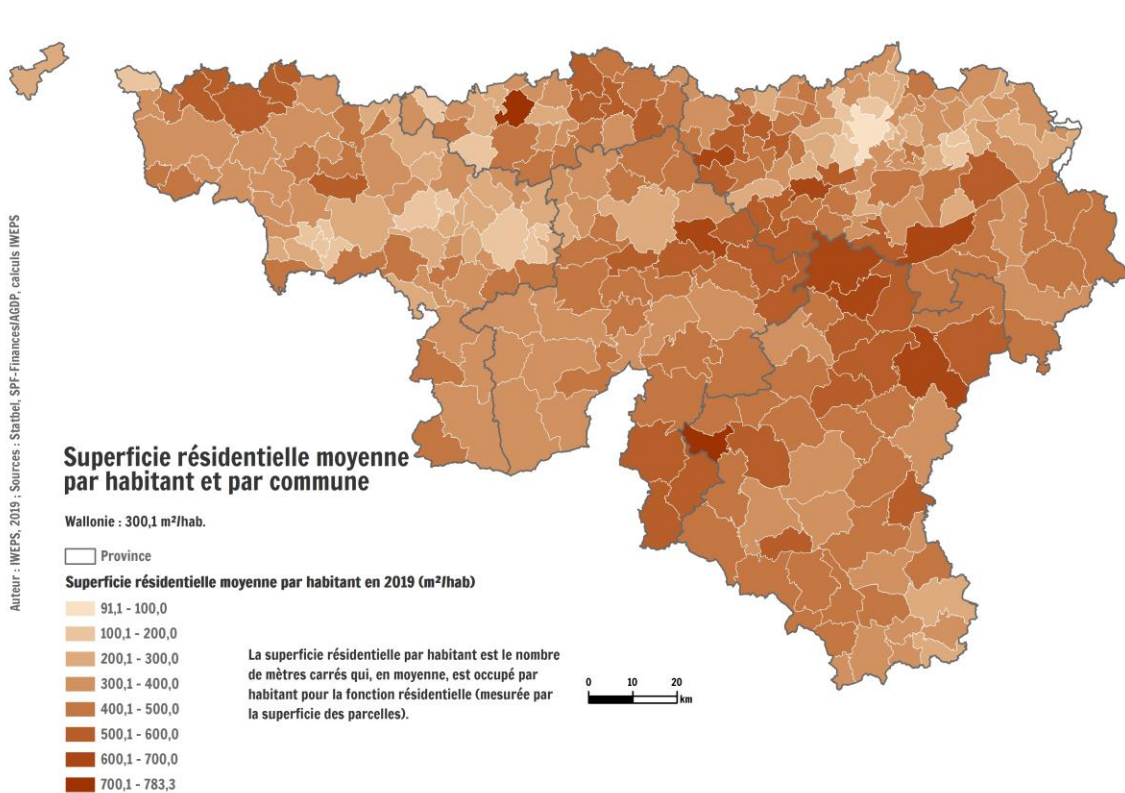 Auteur : IWEPS, 2019 ; Sources : Statbel, SPF-Finances/AGDP, calculs IWEPS
Superficie résidentielle moyenne
par habitant et par commune
Wallonie : 300,1 m²/hab.
Province
Superficie résidentielle moyenne par habitant en 2019 (m²/hab)
91,1 - 100,0
100,1 - 200,0
200,1 - 300,0
300,1 - 400,0
400,1 - 500,0
500,1 - 600,0
600,1 - 700,0
700,1 - 783,3
La superficie résidentielle par habitant est le nombre
de mètres carrés qui, en moyenne, est occupé par
habitant pour la fonction résidentielle (mesurée par
la superficie des parcelles).
0 10 20
km